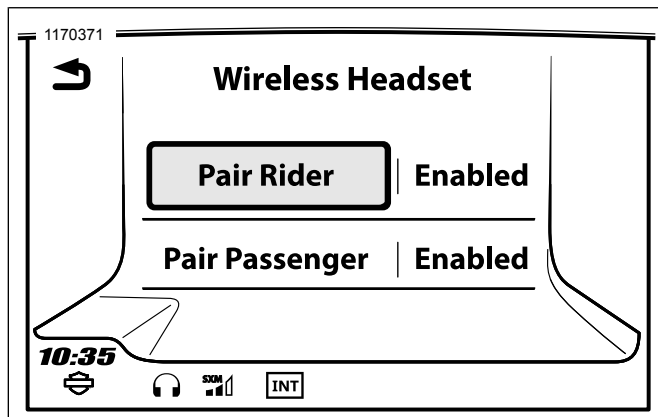 1170371
Wireless Headset
Pair Rider Enabled
Pair Passenger Enabled
10:35
SXM INT